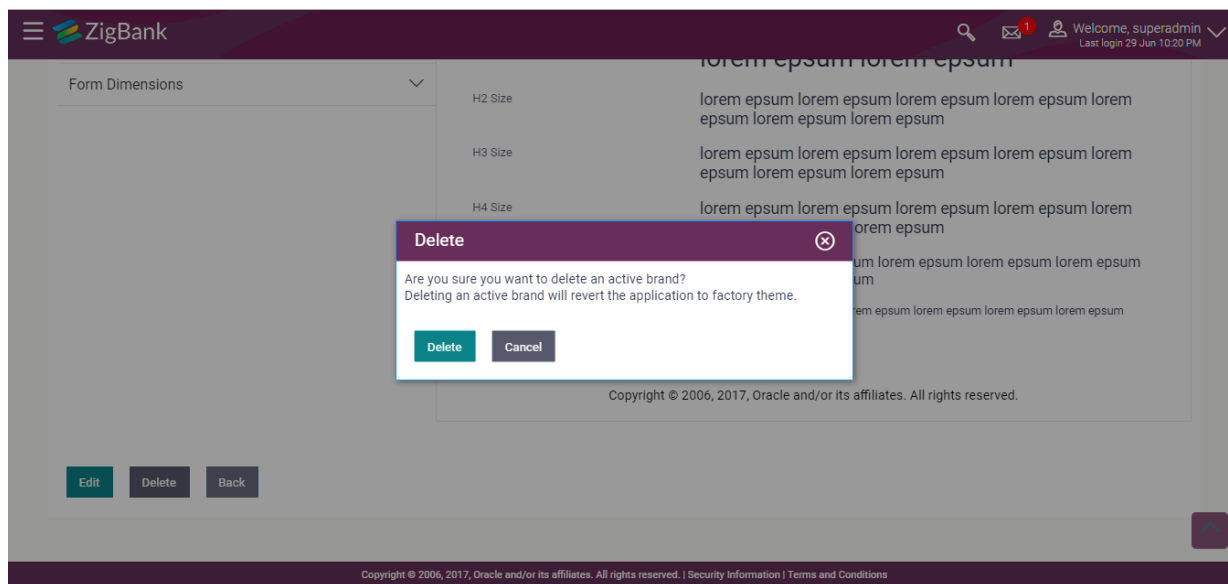 ZigBank
1
Welcome, superadmin
Last login 29 Jun 10:20 PM
Form Dimensions
lorem epsum lorem epsum
H2 Size
lorem epsum lorem epsum lorem epsum lorem epsum lorem
epsum lorem epsum lorem epsum
H3 Size
lorem epsum lorem epsum lorem epsum lorem epsum lorem
epsum lorem epsum lorem epsum
H4 Size
lorem epsum lorem epsum lorem epsum lorem epsum lorem
orem epsum
um lorem epsum lorem epsum lorem epsum
um
rem epsum lorem epsum lorem epsum lorem epsum
Delete
Are you sure you want to delete an active brand?
Deleting an active brand will revert the application to factory theme.
Delete
Cancel
Copyright © 2006, 2017, Oracle and/or its affiliates. All rights reserved.
Edit
Delete
Back
Copyright © 2006, 2017, Oracle and/or its affiliates. All rights reserved. | Security Information | Terms and Conditions